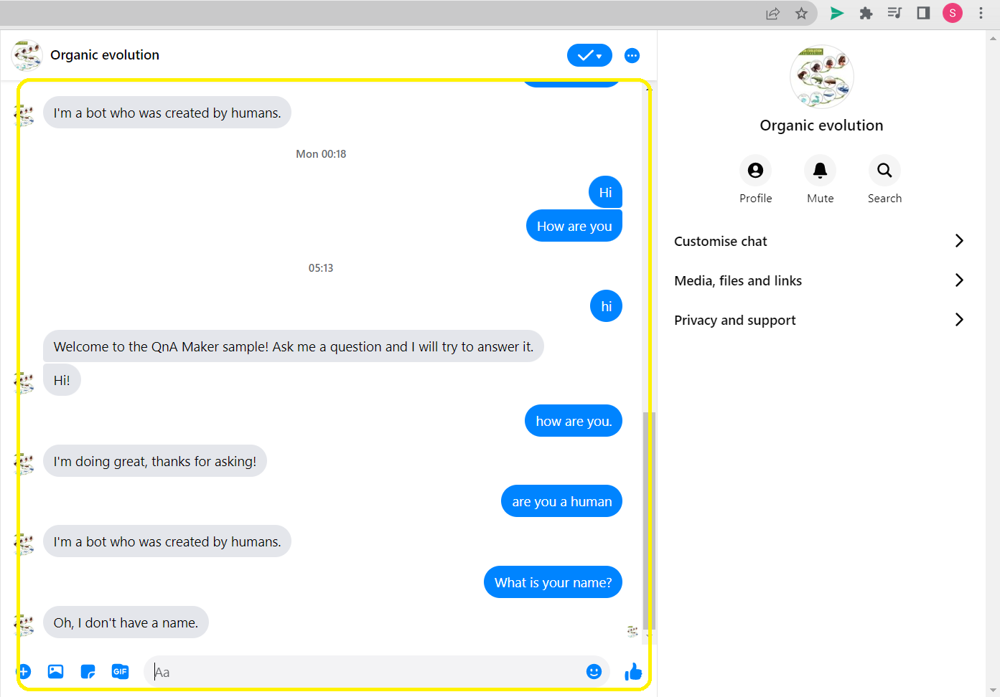 S
Organic evolution
I'm a bot who was created by humans.
Mon 00:18
Hi
How are you
05:13
hi
Welcome to the QnA Maker sample! Ask me a question and I will try to answer it.
Hi!
how are you.
I'm doing great, thanks for asking!
are you a human
I'm a bot who was created by humans.
What is your name?
Oh, I don't have a name.
GIF
Aa
Organic evolution
Profile
Mute
Search
Customise chat
Media, files and links
Privacy and support